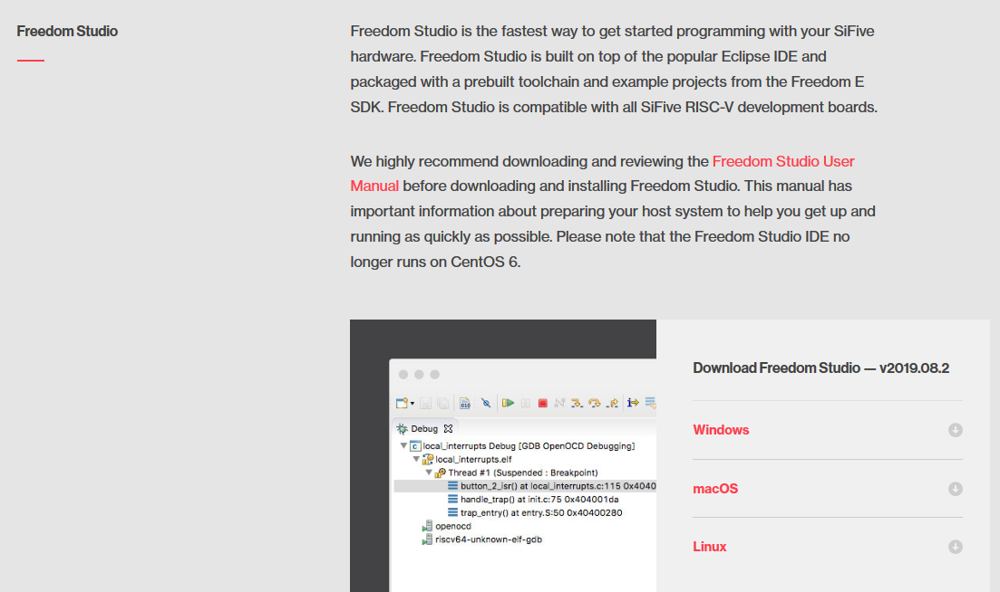 Freedom Studio
Freedom Studio is the fastest way to get started programming with your SiFive
hardware. Freedom Studio is built on top of the popular Eclipse IDE and
packaged with a prebuilt toolchain and example projects from the Freedom E
SDK. Freedom Studio is compatible with all SiFive RISC-V development boards.
We highly recommend downloading and reviewing the Freedom Studio User
Manual before downloading and installing Freedom Studio. This manual has
important information about preparing your host system to help you get up and
running as quickly as possible. Please note that the Freedom Studio IDE no
longer runs on CentOS 6.
Debug
local_interrupts Debug [GDB OpenOCD Debugging]
local_interrupts.elf
Thread #1 (Suspended : Breakpoint)
button_2_isr() at local_interrupts.c:115 0x4040
handle_trap() at init.c:75 0x404001da
trap_entry() at entry.S:50 0x40400280
openocd
riscv64-unknown-elf-gdb
Download Freedom Studio — v2019.08.2
Windows
macOS
Linux